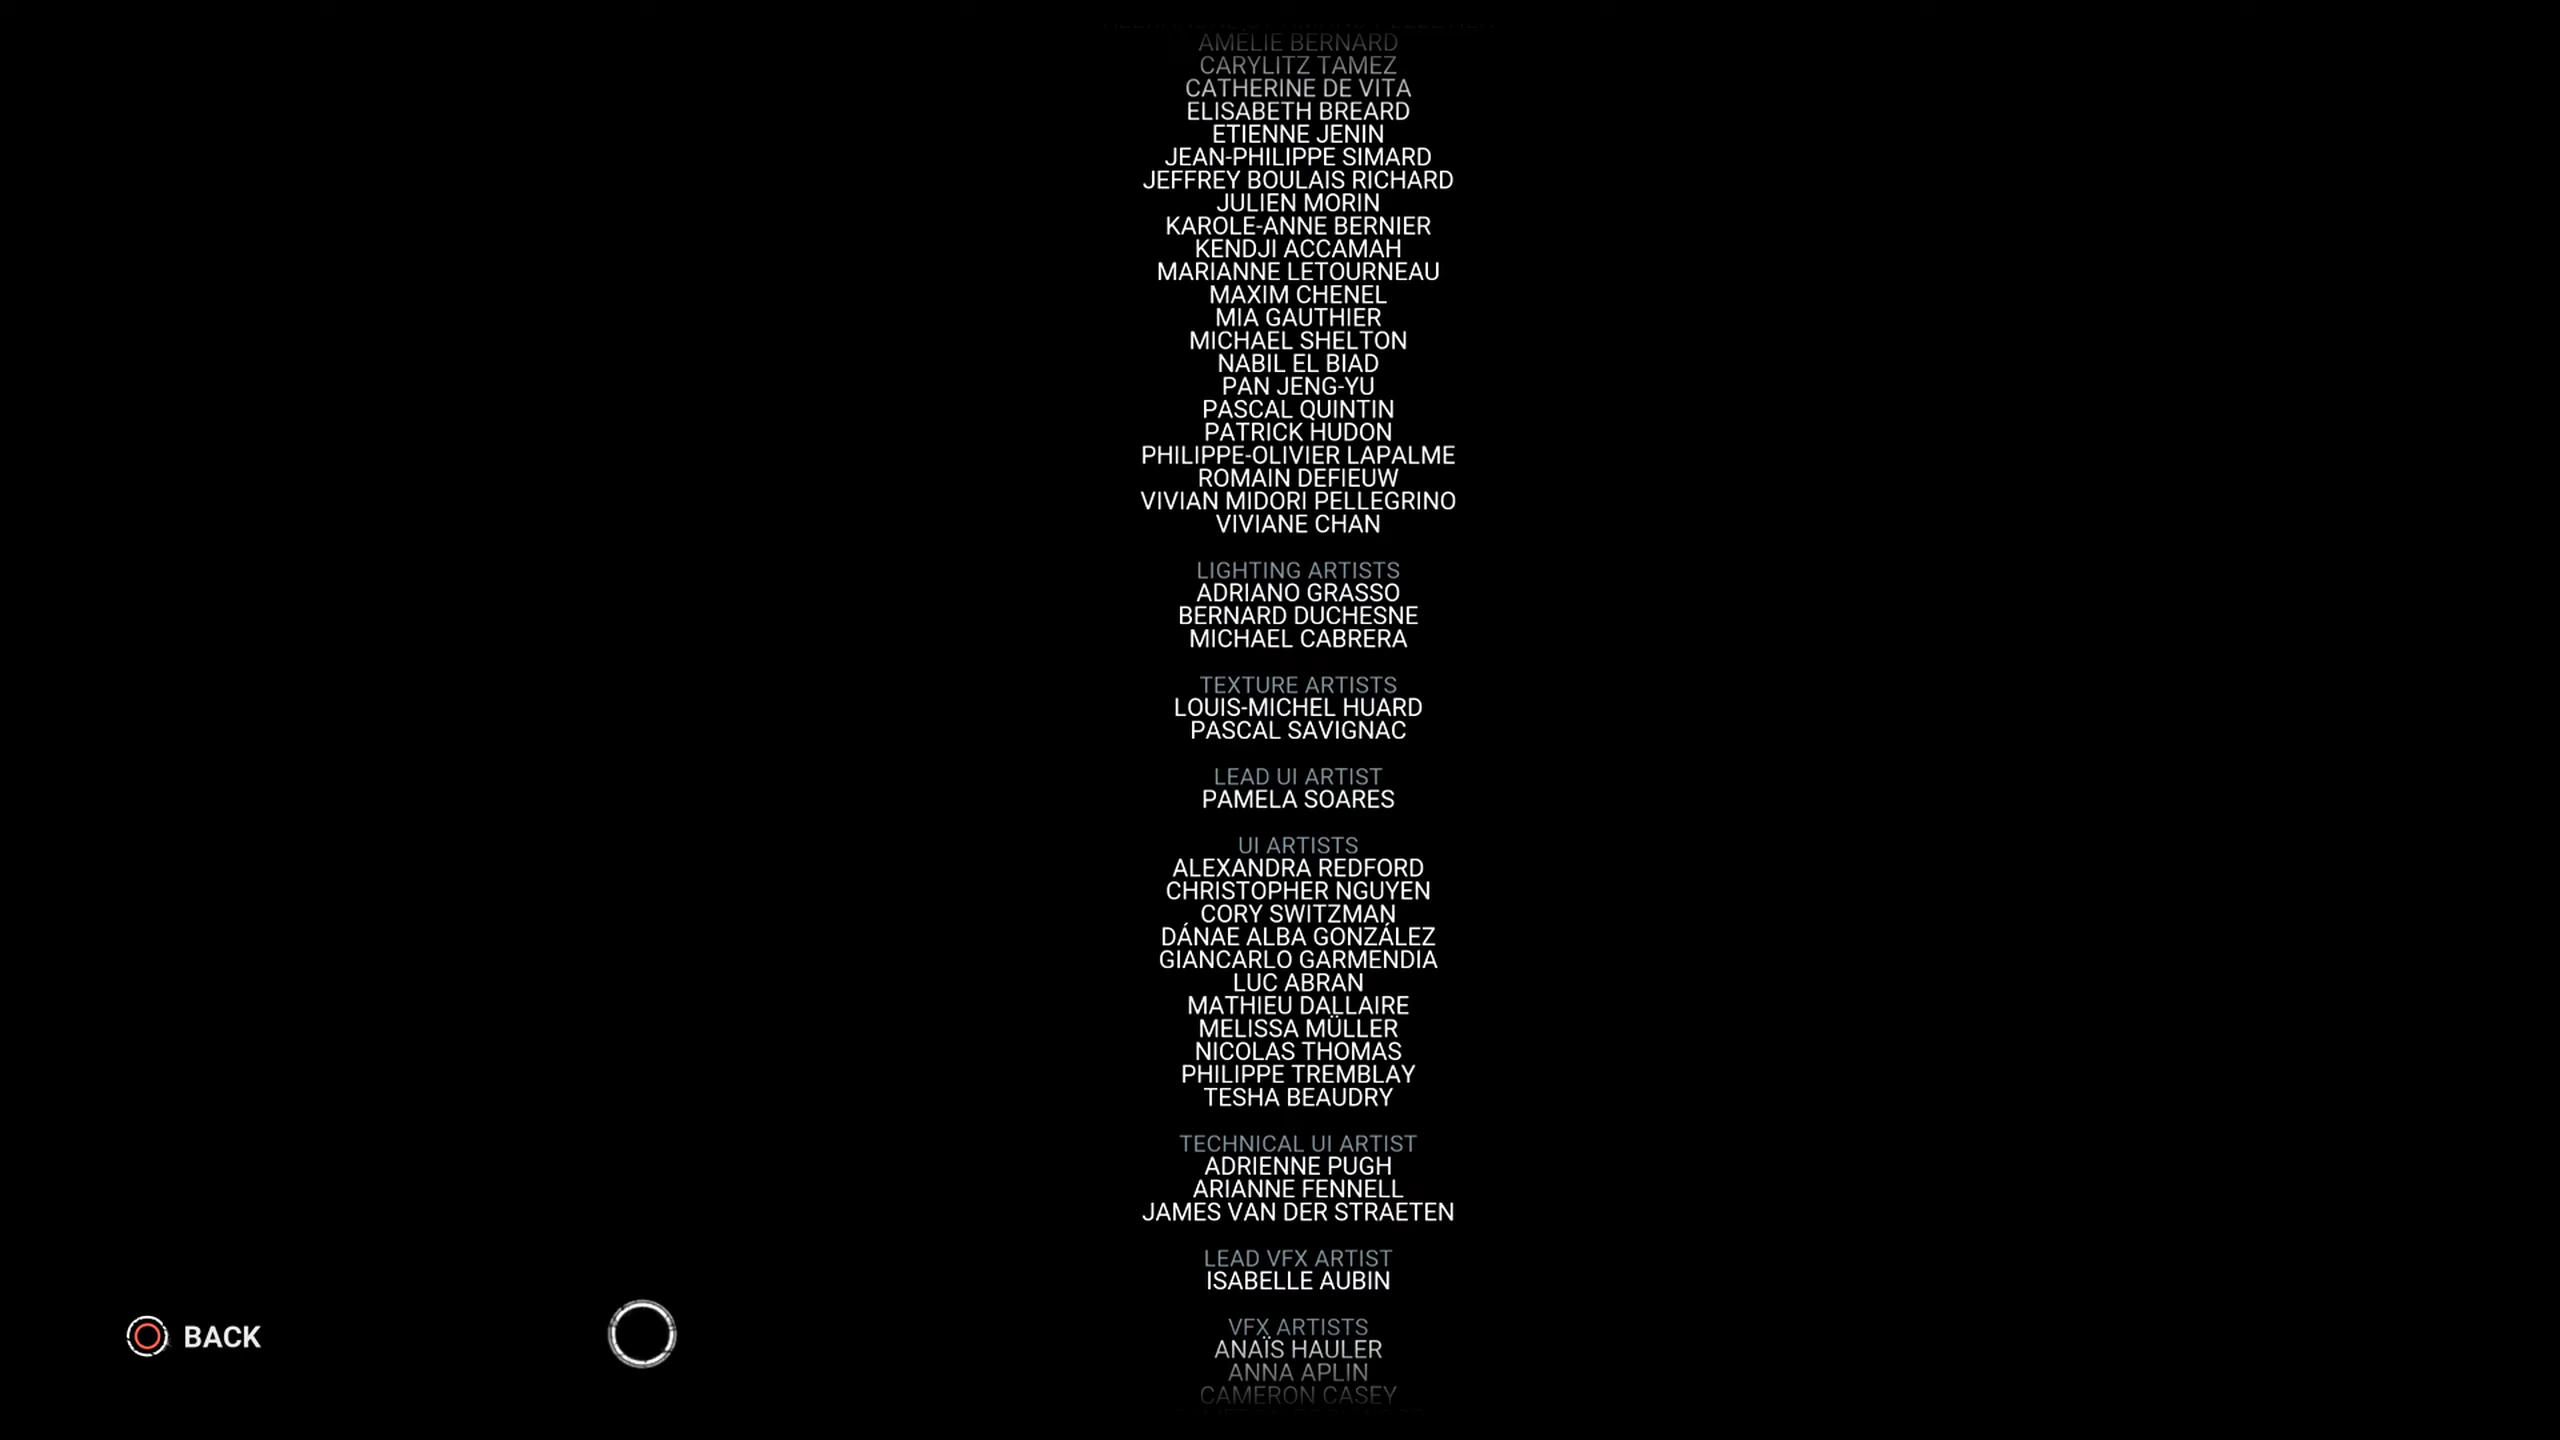 AMELIE BERNARD
CARYLITZ TAMEZ
CATHERINE DE VITA
ELISABETH BREARD
ETIENNE JENIN
JEAN-PHILIPPE SIMARD
JEFFREY BOULAIS RICHARD
JULIEN MORIN
KAROLE-ANNE BERNIER
KENDJI ACCAMAH
MARIANNE LETOURNEAU
MAXIM CHENEL
MIA GAUTHIER
MICHAEL SHELTON
NABIL EL BIAD
PAN JENG-YU
PASCAL QUINTIN
PATRICK HUDON
PHILIPPE-OLIVIER LAPALME
ROMAIN DEFIEUW
VIVIAN MIDORI PELLEGRINO
VIVIANE CHAN
LIGHTING ARTISTS
ADRIANO GRASSO
BERNARD DUCHESNE
MICHAEL CABRERA
TEXTURE ARTISTS
LOUIS-MICHEL HUARD
PASCAL SAVIGNAC
LEAD UI ARTIST
PAMELA SOARES
UI ARTISTS
ALEXANDRA REDFORD
CHRISTOPHER NGUYEN
CORY SWITZMAN
DÁNAE ALBA GONZÁLEZ
GIANCARLO GARMENDIA
LUC ABRAN
MATHIEU DALLAIRE
MELISSA MÜLLER
NICOLAS THOMAS
PHILIPPE TREMBLAY
TESHA BEAUDRY
TECHNICAL UI ARTIST
ADRIENNE PUGH
ARIANNE FENNELL
JAMES VAN DER STRAETEN
LEAD VFX ARTIST
ISABELLE AUBIN
VFX ARTISTS
ANAÏS HAULER
ANNA APLIN
CAMERON CASEY
BACK